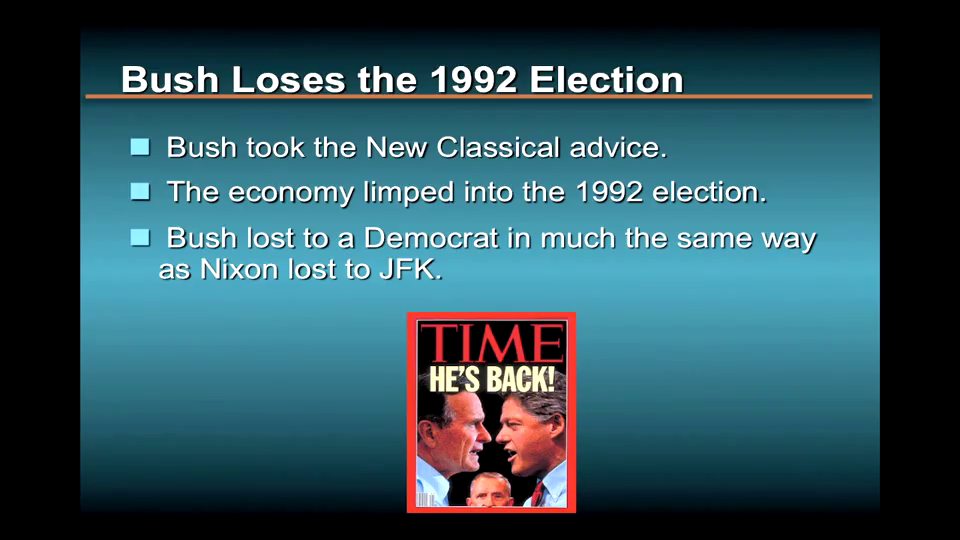 Bush Loses the 1992 Election
Bush took the New Classical advice.
The economy limped into the 1992 election.
Bush lost to a Democrat in much the same way
as Nixon lost to JFK.
TIME
HE'S BACK!